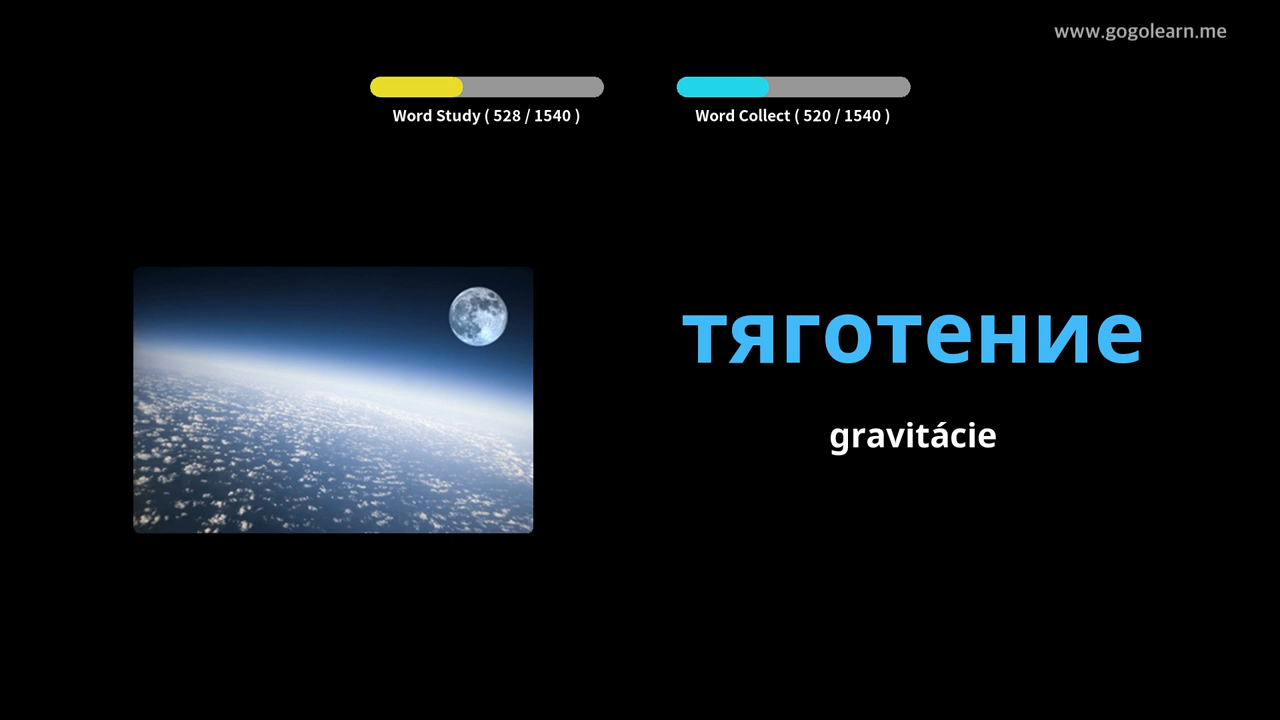 www.gogolearn.me
Word Study ( 528 / 1540 )
Word Collect ( 520 / 1540 )
тяготение
gravitácie